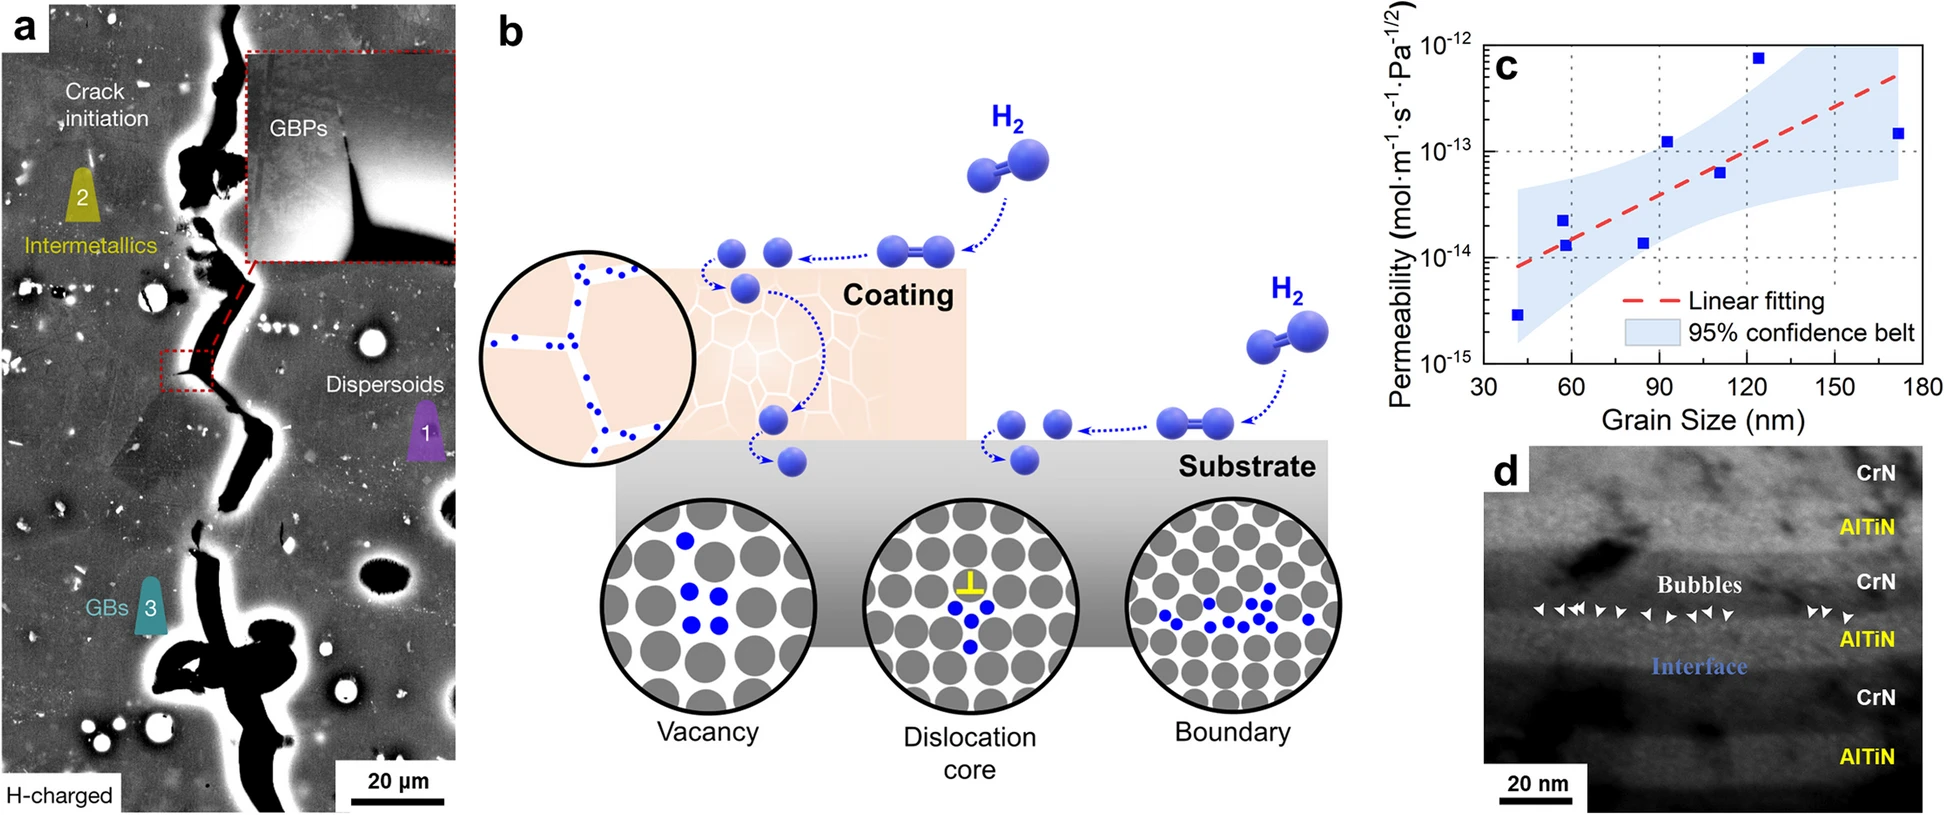 a
Crack
initiation
GBPs
2
Intermetallics
Dispersoids
1
GBs
3
H-charged
20 µm
b
H2
Coating
H2
Substrate
Vacancy
Dislocation
core
Boundary
c
Permeability (mol·m⁻¹·s⁻¹·Pa⁻¹/²)
10⁻¹²
10⁻¹³
10⁻¹⁴
10⁻¹⁵
Linear fitting
95% confidence belt
30 60 90 120 150 180
Grain Size (nm)
d
CrN
AlTiN
CrN
Bubbles
AlTiN
Interface
CrN
AlTiN
20 nm